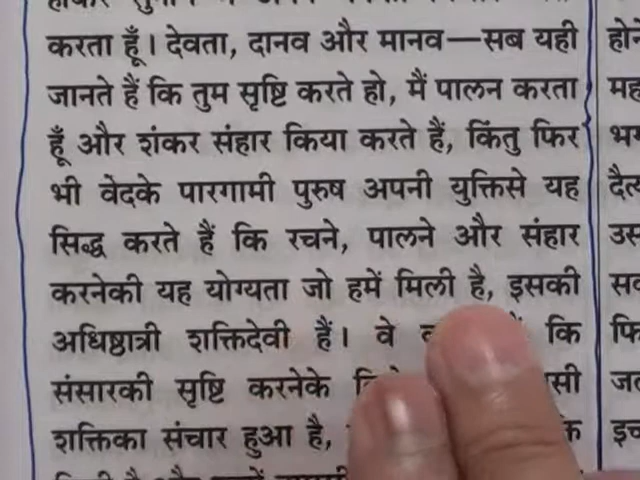 करता हूँ। देवता, दानव और मानव—सब यही
जानते हैं कि तुम सृष्टि करते हो, मैं पालन करता
हूँ और शंकर संहार किया करते हैं, किंतु फिर
भी वेदके पारगामी पुरुष अपनी युक्तिसे यह
सिद्ध करते हैं कि रचने, पालने और संहार
करनेकी यह योग्यता जो हमें मिली है, इसकी
अधिष्ठात्री शक्तिदेवी हैं। वे कि
संसारकी सृष्टि करनेके
शक्तिका संचार हुआ है,